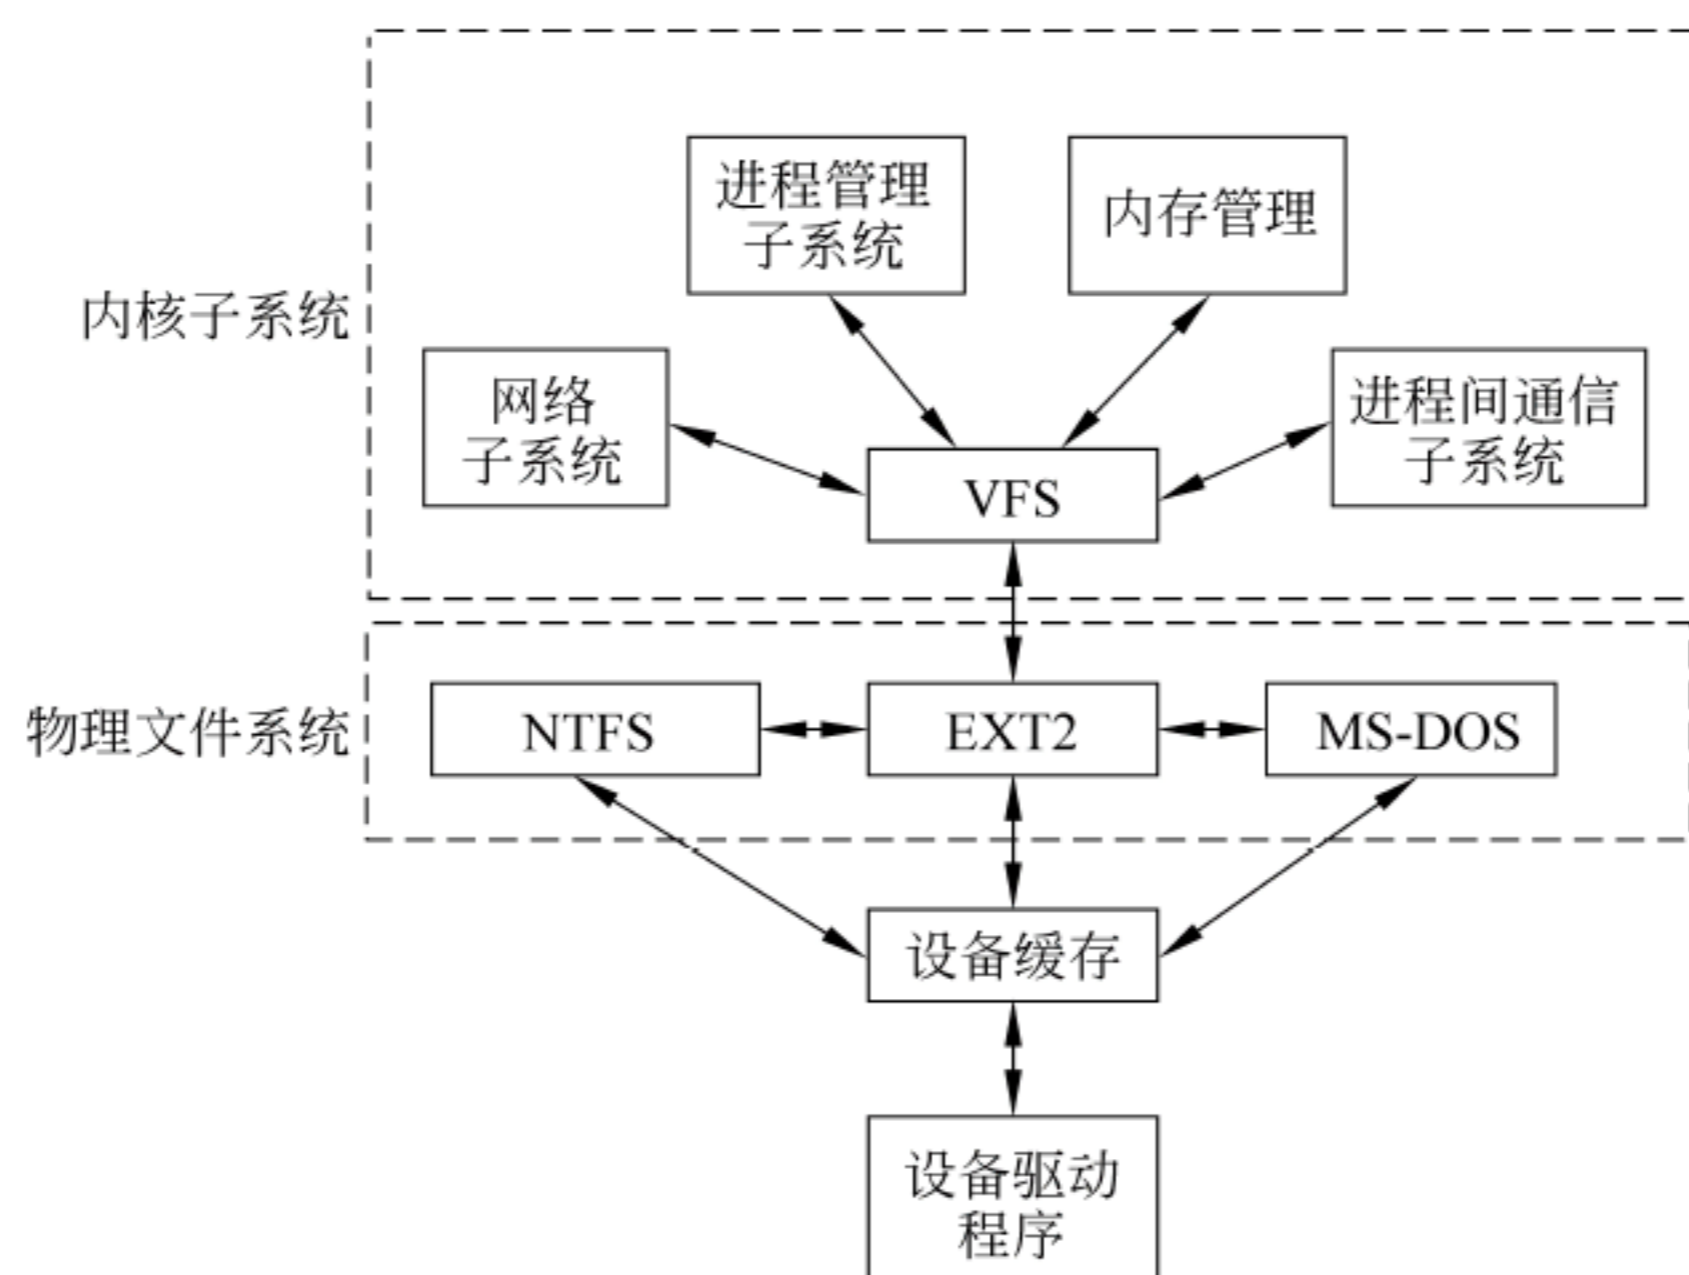 进程管理
子系统
内存管理
内核子系统
网络
子系统
进程间通信
子系统
VFS
物理文件系统
NTFS
EXT2
MS-DOS
设备缓存
设备驱动
程序